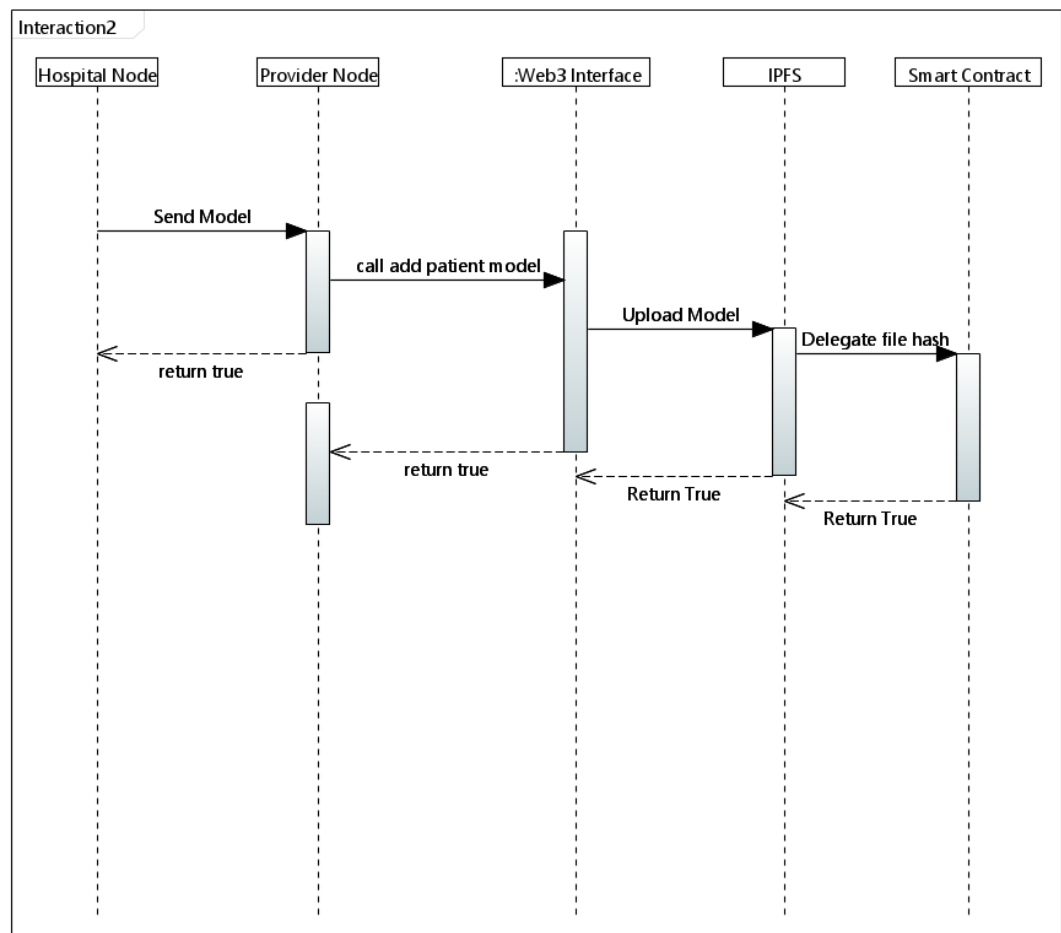 Interaction2
Hospital Node
Provider Node
:Web3 Interface
IPFS
Smart Contract
Send Model
call add patient model
Upload Model
Delegate file hash
return true
return true
Return True
Return True